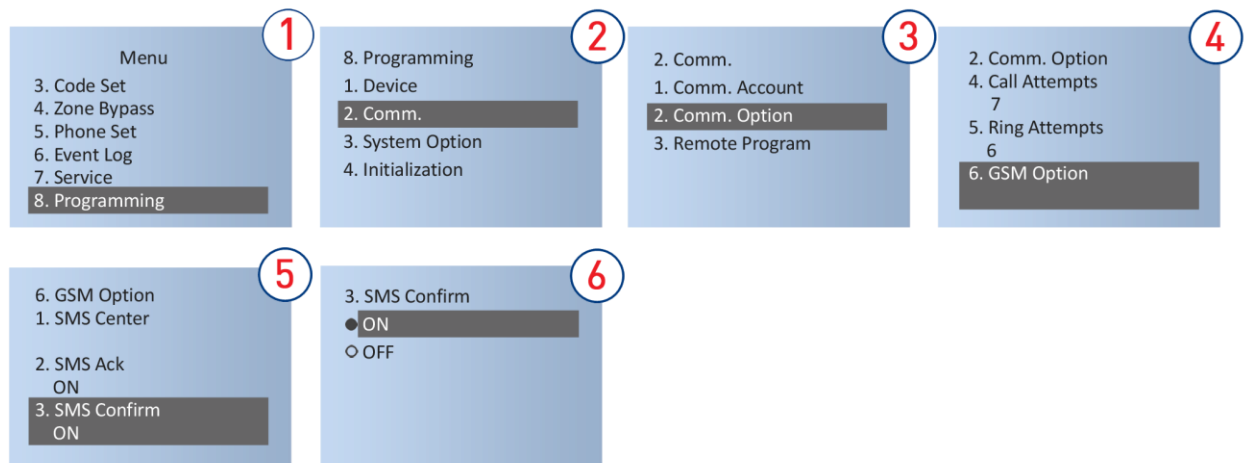 1
Menu
3. Code Set
4. Zone Bypass
5. Phone Set
6. Event Log
7. Service
8. Programming
2
8. Programming
1. Device
2. Comm.
3. System Option
4. Initialization
3
2. Comm.
1. Comm. Account
2. Comm. Option
3. Remote Program
4
2. Comm. Option
4. Call Attempts
7
5. Ring Attempts
6
6. GSM Option
5
6. GSM Option
1. SMS Center
2. SMS Ack
ON
3. SMS Confirm
ON
6
3. SMS Confirm
ON
OFF